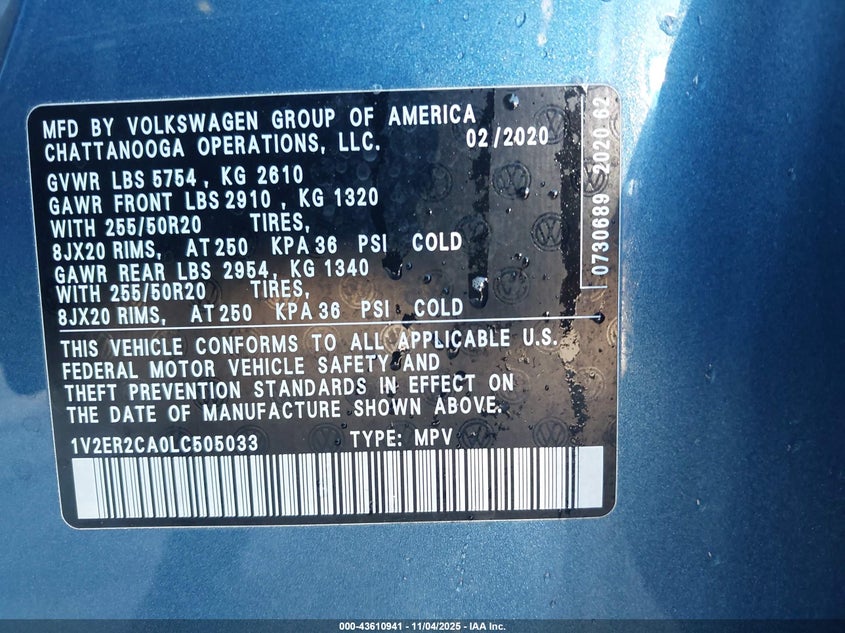 MFD BY VOLKSWAGEN GROUP OF AMERICA
CHATTANOOGA OPERATIONS, LLC. 02/2020
GVWR LBS 5754, KG 2610
GAWR FRONT LBS 2910, KG 1320
WITH 255/50R20 TIRES,
8JX20 RIMS, AT 250 KPA 36 PSI COLD
GAWR REAR LBS 2954, KG 1340
WITH 255/50R20 TIRES,
8JX20 RIMS, AT 250 KPA 36 PSI COLD
THIS VEHICLE CONFORMS TO ALL APPLICABLE U.S.
FEDERAL MOTOR VEHICLE SAFETY AND
THEFT PREVENTION STANDARDS IN EFFECT ON
THE DATE OF MANUFACTURE SHOWN ABOVE.
1V2ER2CA0LC505033 TYPE: MPV
0730689 2020 62
000-43610941 - 11/04/2025 - IAA Inc.